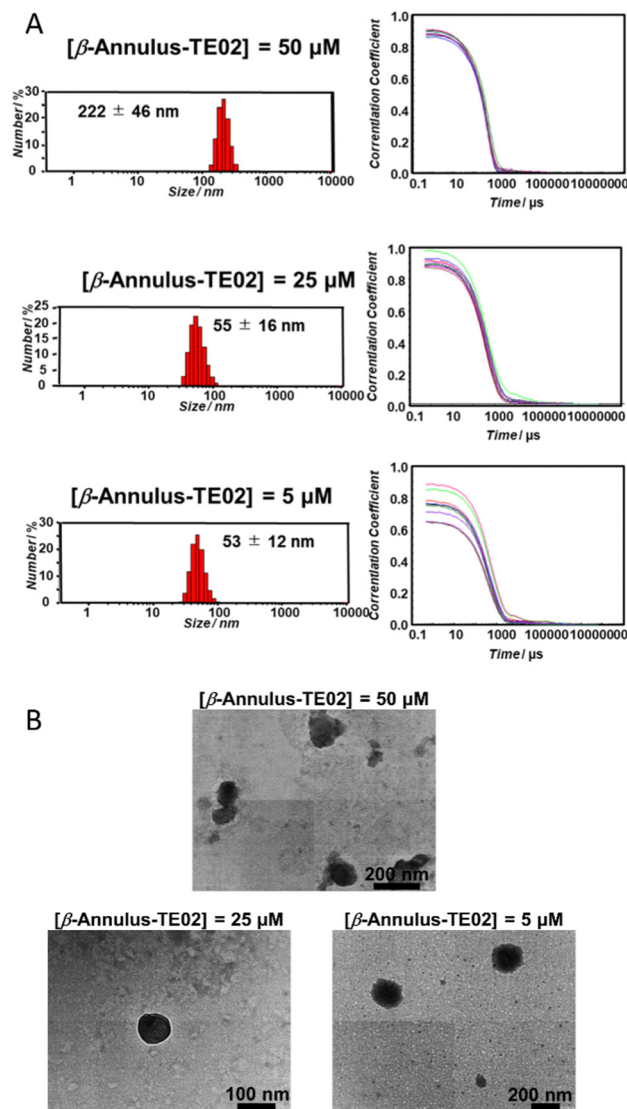 A
[β-Annulus-TE02] = 50 µM
Number/ %
30
20
10
0
222 ± 46 nm
1 10 100 1000 10000
Size/ nm
Correntiation Coefficient
1.0
0.8
0.6
0.4
0.2
0.0
0.1 10 1000 100000 10000000
Time/ µs
[β-Annulus-TE02] = 25 µM
Number/ %
25
20
15
10
5
0
55 ± 16 nm
1 10 100 1000 10000
Size/ nm
Correntiation Coefficient
1.0
0.8
0.6
0.4
0.2
0.0
0.1 10 1000 100000 10000000
Time/ µs
[β-Annulus-TE02] = 5 µM
Number/ %
30
20
10
0
53 ± 12 nm
1 10 100 1000 10000
Size/ nm
Correntiation Coefficient
1.0
0.8
0.6
0.4
0.2
0.0
0.1 10 1000 100000 10000000
Time/ µs
B
[β-Annulus-TE02] = 50 µM
200 nm
[β-Annulus-TE02] = 25 µM
100 nm
[β-Annulus-TE02] = 5 µM
200 nm